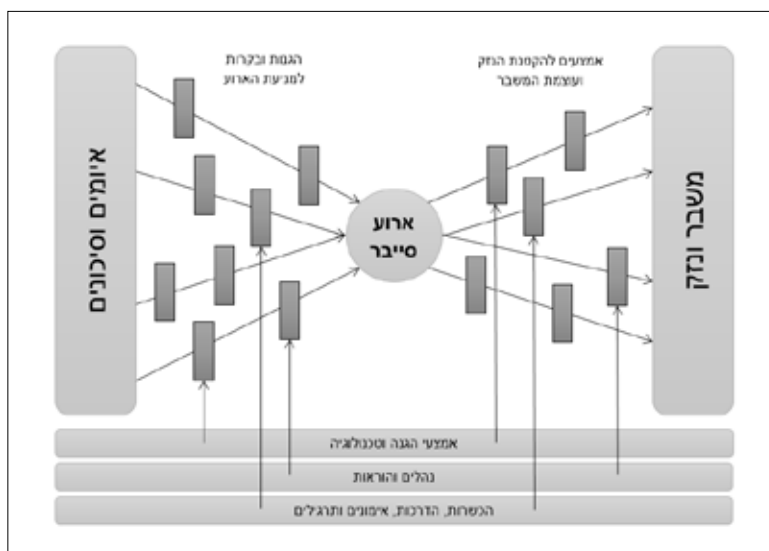 הגנות ובקרות
למניעת הארוע
אמצעים להקטנת הנזק
ועוצמת המשבר
איומים וסיכונים
ארוע
סייבר
משבר ונזק
אמצעי הגנה וטכנולוגיה
נהלים והוראות
הכשרות, הדרכות, אימונים ותרגילים